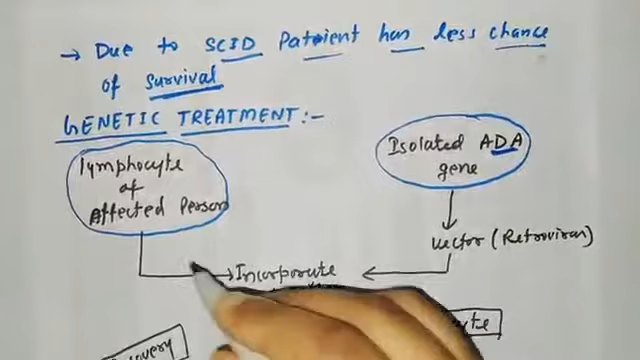 → Due to SCID Patient has less chance
of Survival
GENETIC TREATMENT:-
lymphocyte
of
Affected Person
Isolated ADA
gene
Vector (Retrovirus)
Incorporate